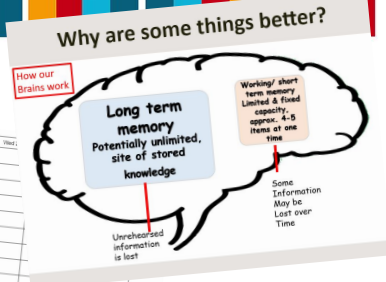 Why are some things better?
How our
Brains work
Long term
memory
Potentially unlimited,
site of stored
knowledge
Working/ short
term memory
Limited & fixed
capacity,
approx. 4-5
items at one
time
Unrehearsed
information
is lost
Some
Information
May be
Lost over
Time